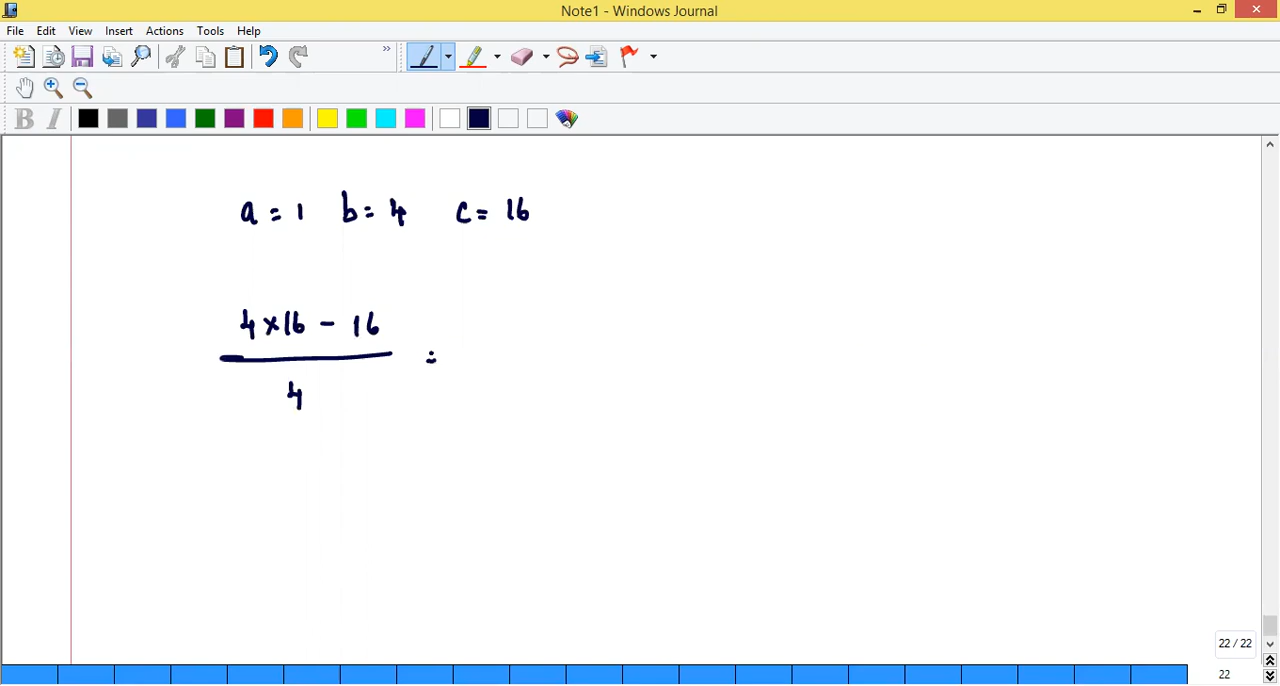 Note1 - Windows Journal
File Edit View Insert Actions Tools Help
»
B I
a = 1 b = 4 c = 16
4 × 16 - 16
4
=
22 / 22
22